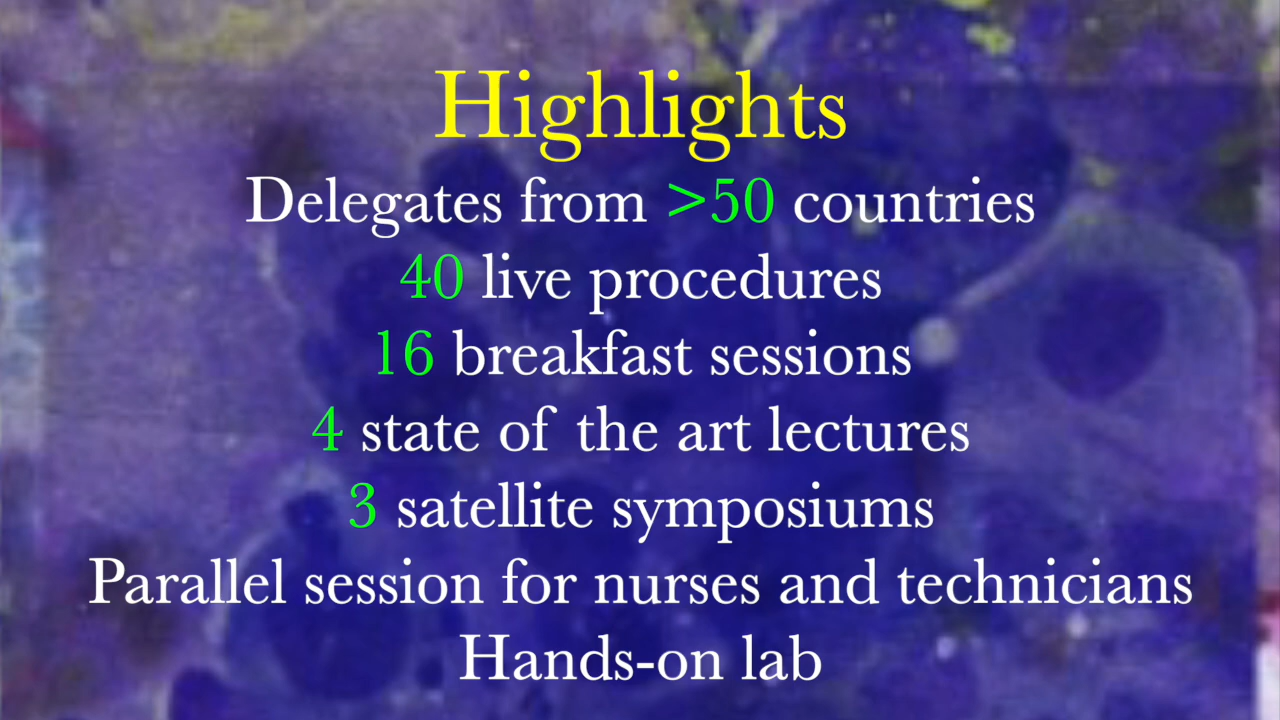 Highlights
Delegates from >50 countries
40 live procedures
16 breakfast sessions
4 state of the art lectures
3 satellite symposiums
Parallel session for nurses and technicians
Hands-on lab